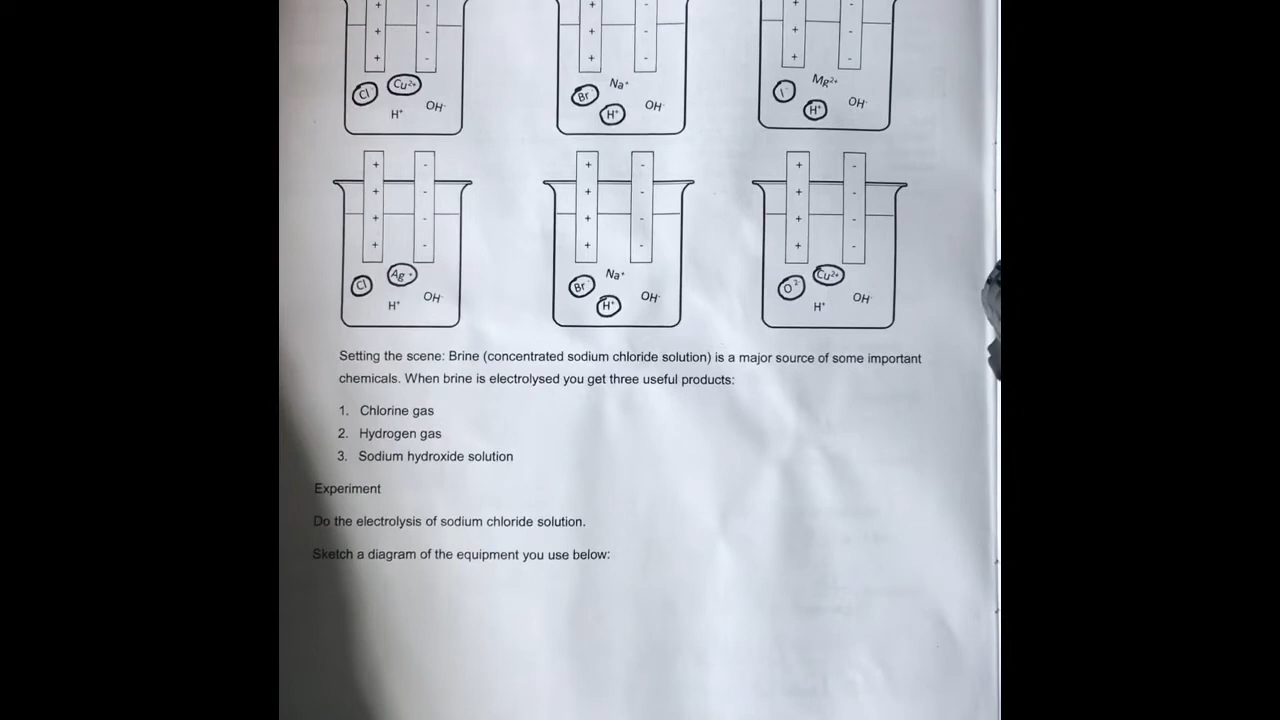 + - + - + -
+ - + - + -
+ - + - + -
Cl Cu²⁺ H⁺ OH⁻
Br Na⁺ H⁺ OH⁻
I⁻ Mg²⁺ H⁺ OH⁻
+ - + - + -
+ - + - + -
+ - + - + -
+ - + - + -
Cl Ag⁺ H⁺ OH⁻
Br Na⁺ H⁺ OH⁻
O²⁻ Cu²⁺ H⁺ OH⁻
Setting the scene: Brine (concentrated sodium chloride solution) is a major source of some important
chemicals. When brine is electrolysed you get three useful products:
1. Chlorine gas
2. Hydrogen gas
3. Sodium hydroxide solution
Experiment
Do the electrolysis of sodium chloride solution.
Sketch a diagram of the equipment you use below: